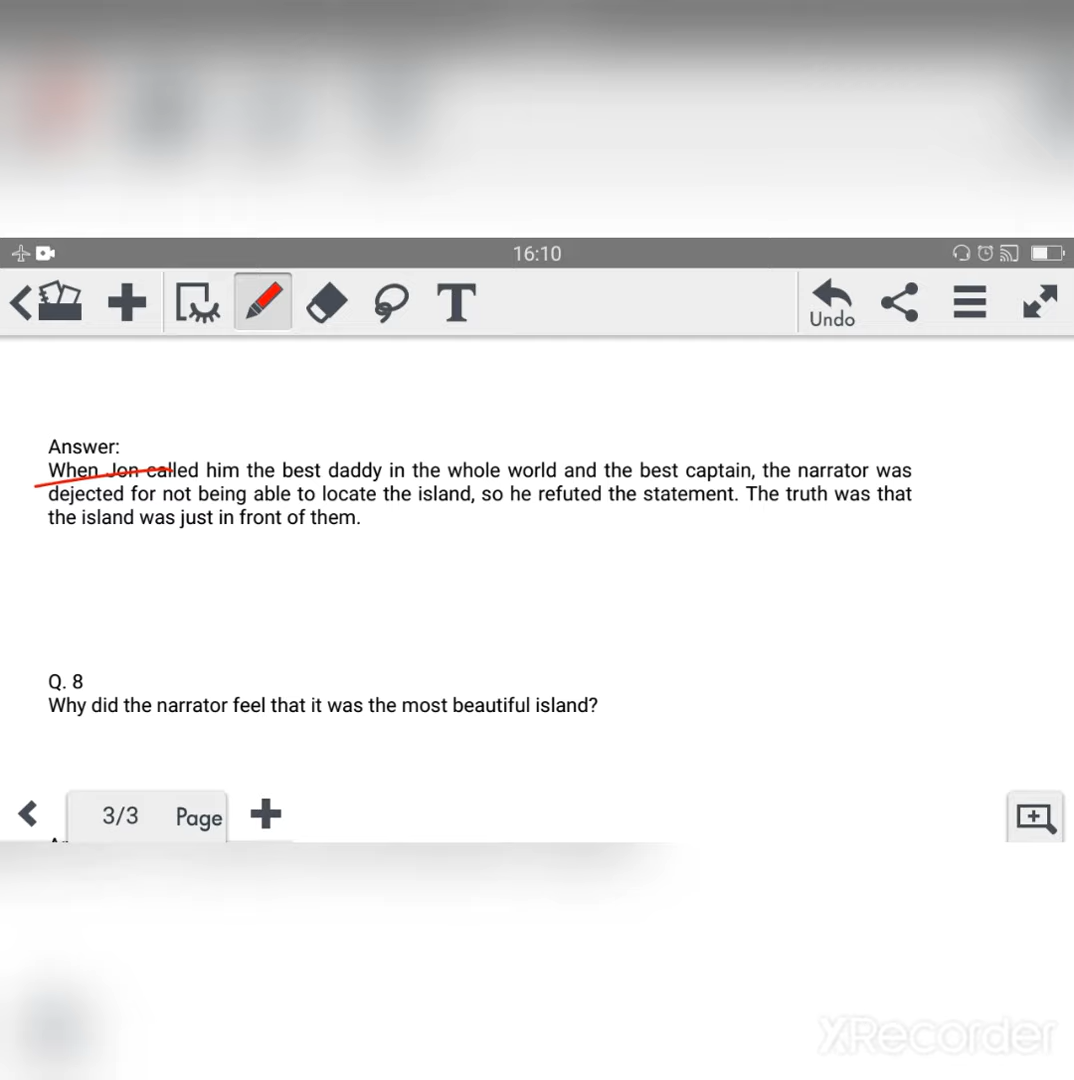 16:10
Undo
T
Answer:
When Jon called him the best daddy in the whole world and the best captain, the narrator was
dejected for not being able to locate the island, so he refuted the statement. The truth was that
the island was just in front of them.
Q. 8
Why did the narrator feel that it was the most beautiful island?
3/3 Page
XRecorder